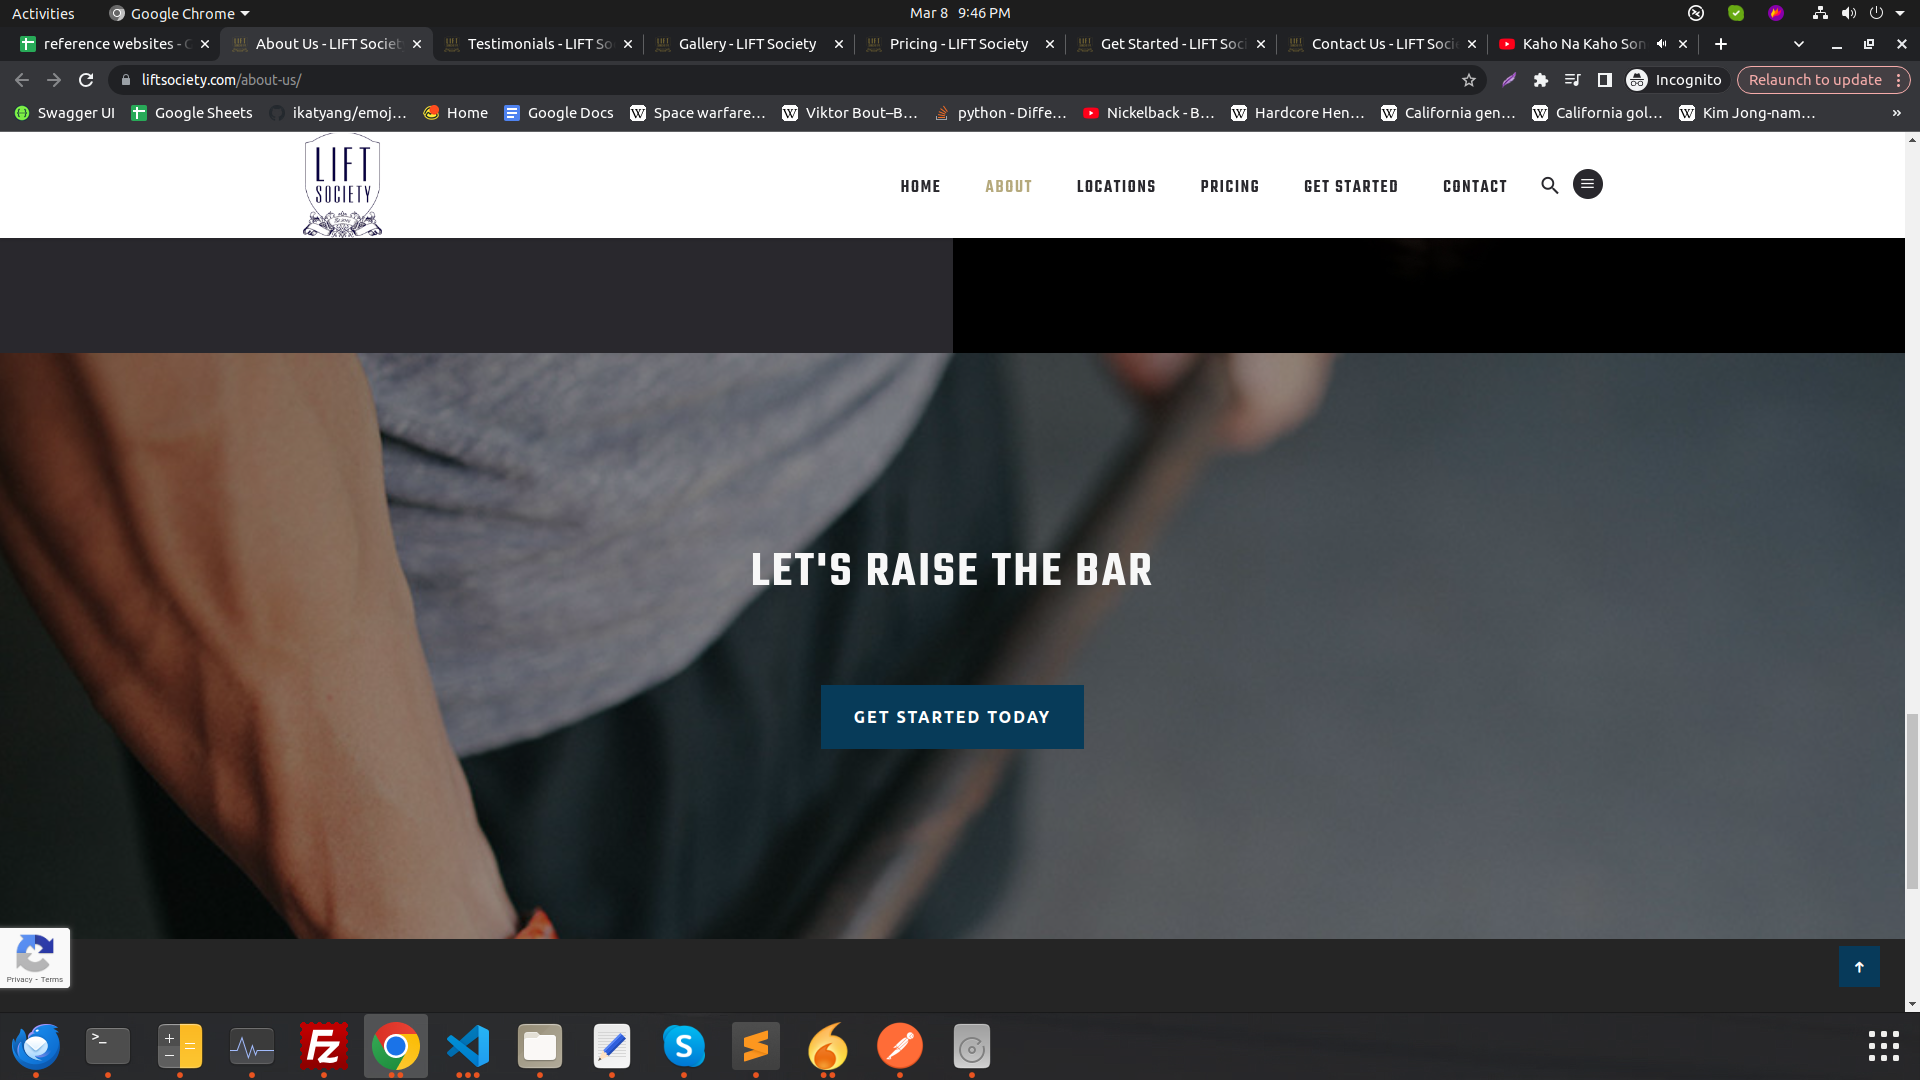 Activities
Google Chrome
Mar 8 9:46 PM
reference websites - 
About Us - LIFT Societ
Testimonials - LIFT So
Gallery - LIFT Society
Pricing - LIFT Society
Get Started - LIFT Soc
Contact Us - LIFT Soci
Kaho Na Kaho Son
liftsociety.com/about-us/
Incognito
Relaunch to update
Swagger UI
Google Sheets
ikatyang/emoj...
Home
Google Docs
Space warfare...
Viktor Bout–B...
python - Diffe...
Nickelback - B...
Hardcore Hen...
California gen...
California gol...
Kim Jong-nam...
»
LIFT
SOCIETY
HOME
ABOUT
LOCATIONS
PRICING
GET STARTED
CONTACT
LET'S RAISE THE BAR
GET STARTED TODAY
Privacy - Terms